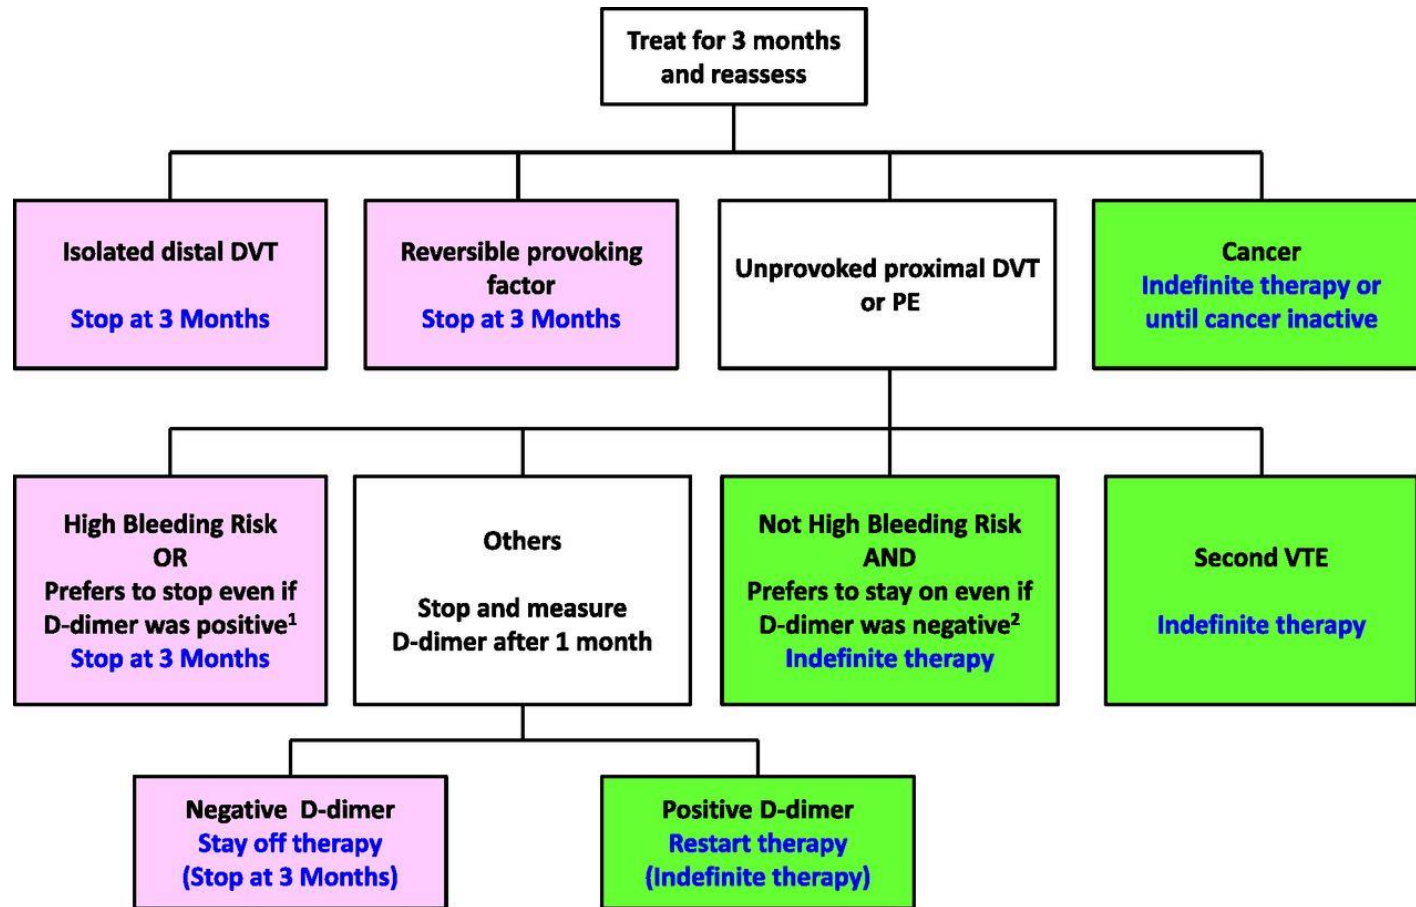 Treat for 3 months
and reassess
Isolated distal DVT
Stop at 3 Months
Reversible provoking
factor
Stop at 3 Months
Unprovoked proximal DVT
or PE
Cancer
Indefinite therapy or
until cancer inactive
High Bleeding Risk
OR
Prefers to stop even if
D-dimer was positive¹
Stop at 3 Months
Others
Stop and measure
D-dimer after 1 month
Not High Bleeding Risk
AND
Prefers to stay on even if
D-dimer was negative²
Indefinite therapy
Second VTE
Indefinite therapy
Negative D-dimer
Stay off therapy
(Stop at 3 Months)
Positive D-dimer
Restart therapy
(Indefinite therapy)